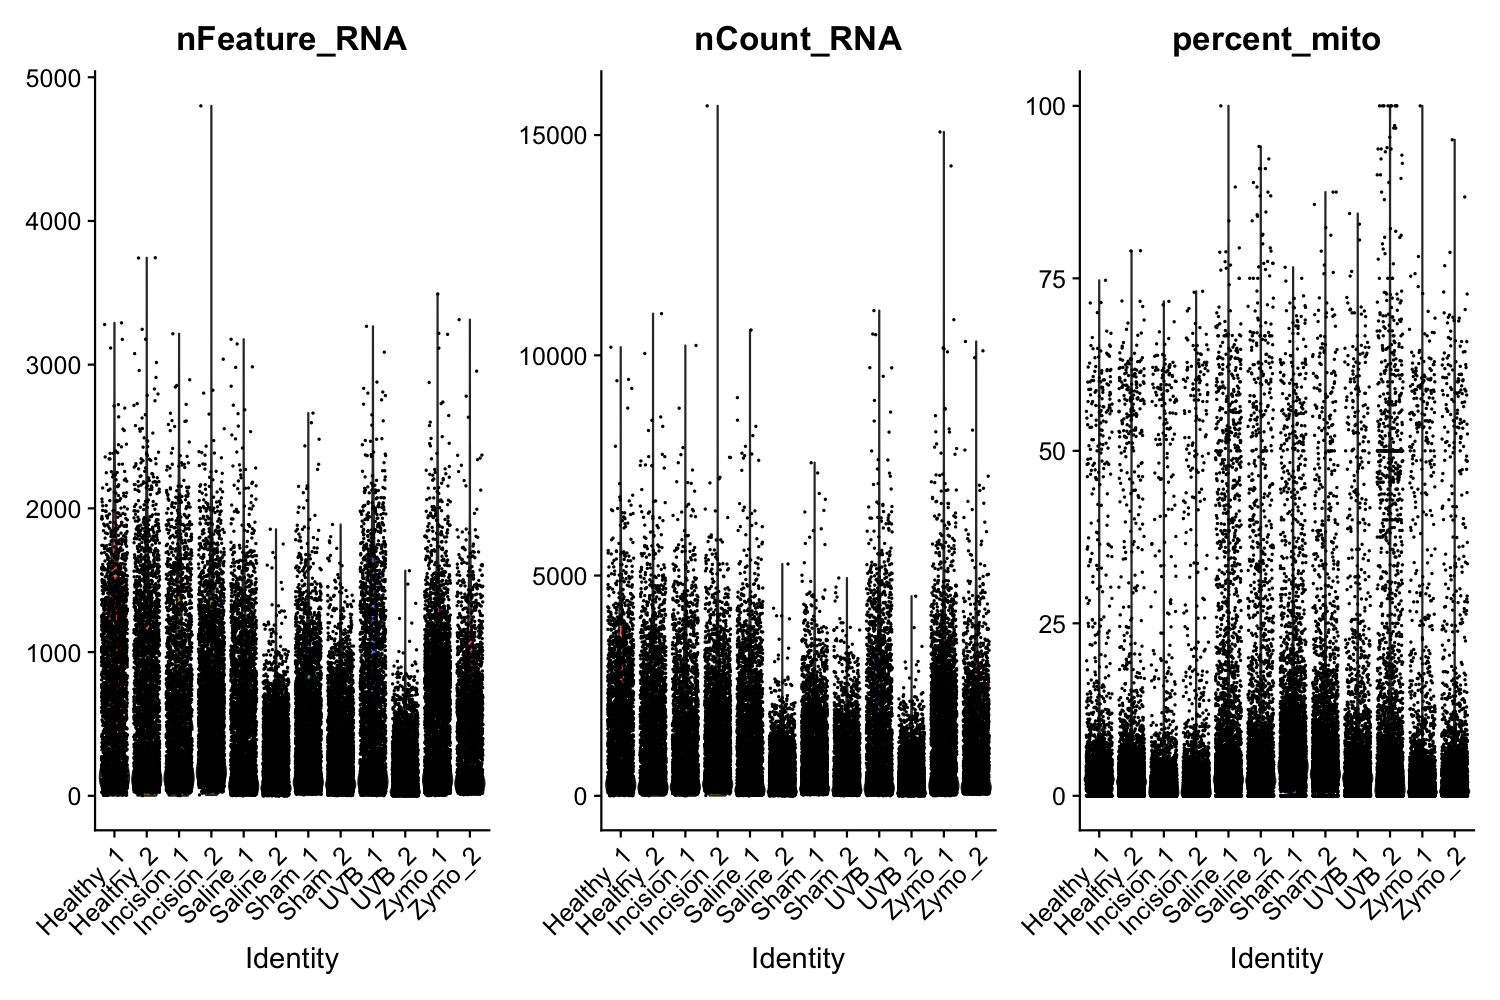 nFeature_RNA
5000
4000
3000
2000
1000
0
Healthy_1
Healthy_2
Incision_1
Incision_2
Saline_1
Saline_2
Sham_1
Sham_2
UVB_1
UVB_2
Zymo_1
Zymo_2
Identity
nCount_RNA
15000
10000
5000
0
Healthy_1
Healthy_2
Incision_1
Incision_2
Saline_1
Saline_2
Sham_1
Sham_2
UVB_1
UVB_2
Zymo_1
Zymo_2
Identity
percent_mito
100
75
50
25
0
Healthy_1
Healthy_2
Incision_1
Incision_2
Saline_1
Saline_2
Sham_1
Sham_2
UVB_1
UVB_2
Zymo_1
Zymo_2
Identity